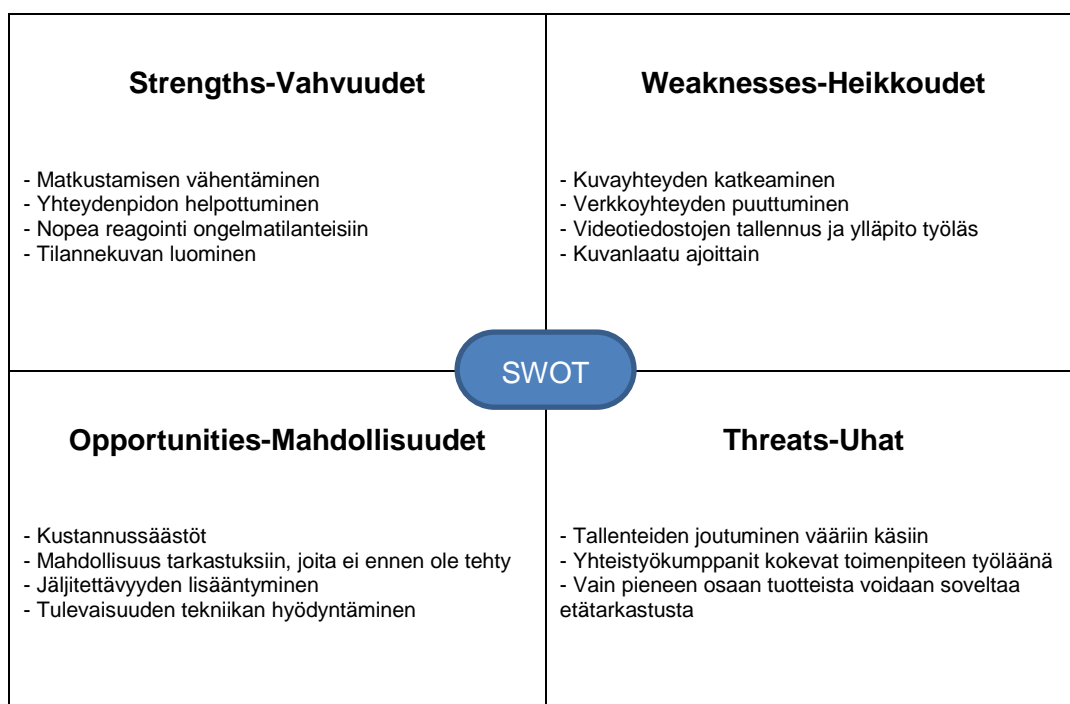 Strengths-Vahvuudet
- Matkustamisen vähentäminen
- Yhteydenpidon helpottuminen
- Nopea reagointi ongelmatilanteisiin
- Tilannekuvan luominen
Weaknesses-Heikkoudet
- Kuvayhteyden katkeaminen
- Verkkoyhteyden puuttuminen
- Videotiedostojen tallennus ja ylläpito työläs
- Kuvanlaatu ajoittain
SWOT
Opportunities-Mahdollisuudet
- Kustannussäästöt
- Mahdollisuus tarkastuksiin, joita ei ennen ole tehty
- Jäljitettävyyden lisääntyminen
- Tulevaisuuden tekniikan hyödyntäminen
Threats-Uhat
- Tallenteiden joutuminen vääriin käsiin
- Yhteistyökumppanit kokevat toimenpiteen työläänä
- Vain pieneen osaan tuotteista voidaan soveltaa
etätarkastusta